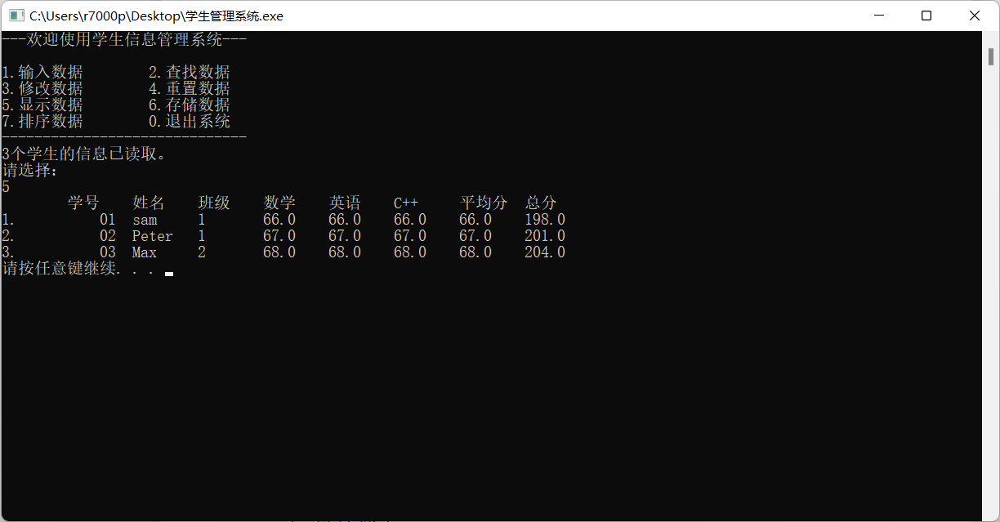 C:\Users\r7000p\Desktop\学生管理系统.exe
---欢迎使用学生信息管理系统---
1.输入数据 2.查找数据
3.修改数据 4.重置数据
5.显示数据 6.存储数据
7.排序数据 0.退出系统
------------------------------
3个学生的信息已读取。
请选择:
5
学号 姓名 班级 数学 英语 C++ 平均分 总分
1. 01 sam 1 66.0 66.0 66.0 66.0 198.0
2. 02 Peter 1 67.0 67.0 67.0 67.0 201.0
3. 03 Max 2 68.0 68.0 68.0 68.0 204.0
请按任意键继续. . .